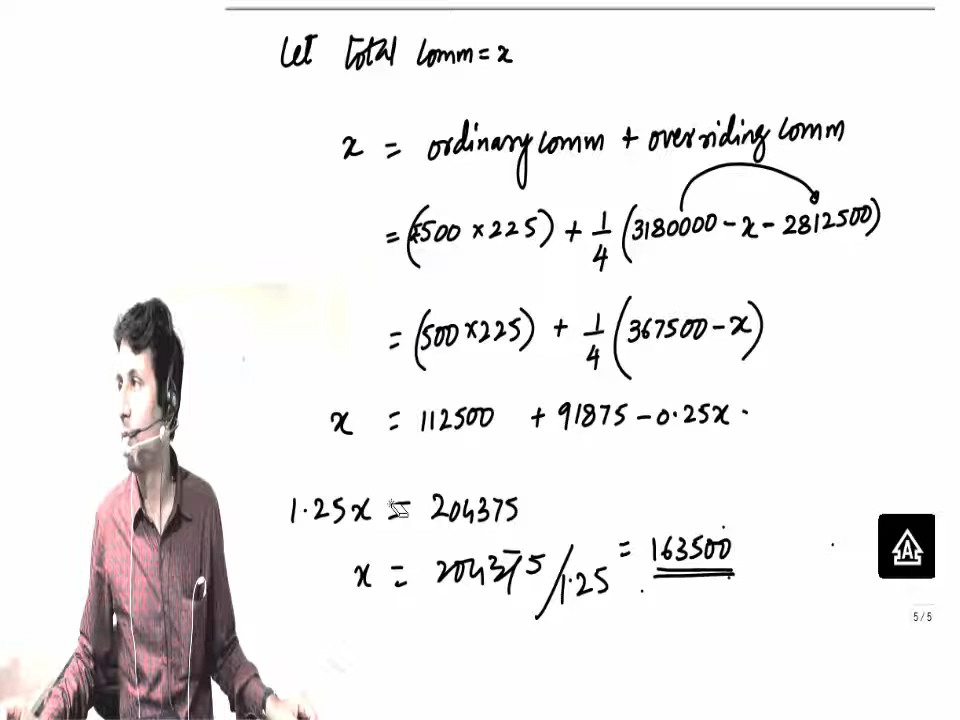 Let total comm = x
x = ordinary comm + overriding comm
= (500 × 225) + 1/4 (3180000 - x - 2812500)
= (500 × 225) + 1/4 (367500 - x)
x = 112500 + 91875 - 0.25x
1.25x = 204375
x = 204375 / 1.25 = 163500
A
5/5